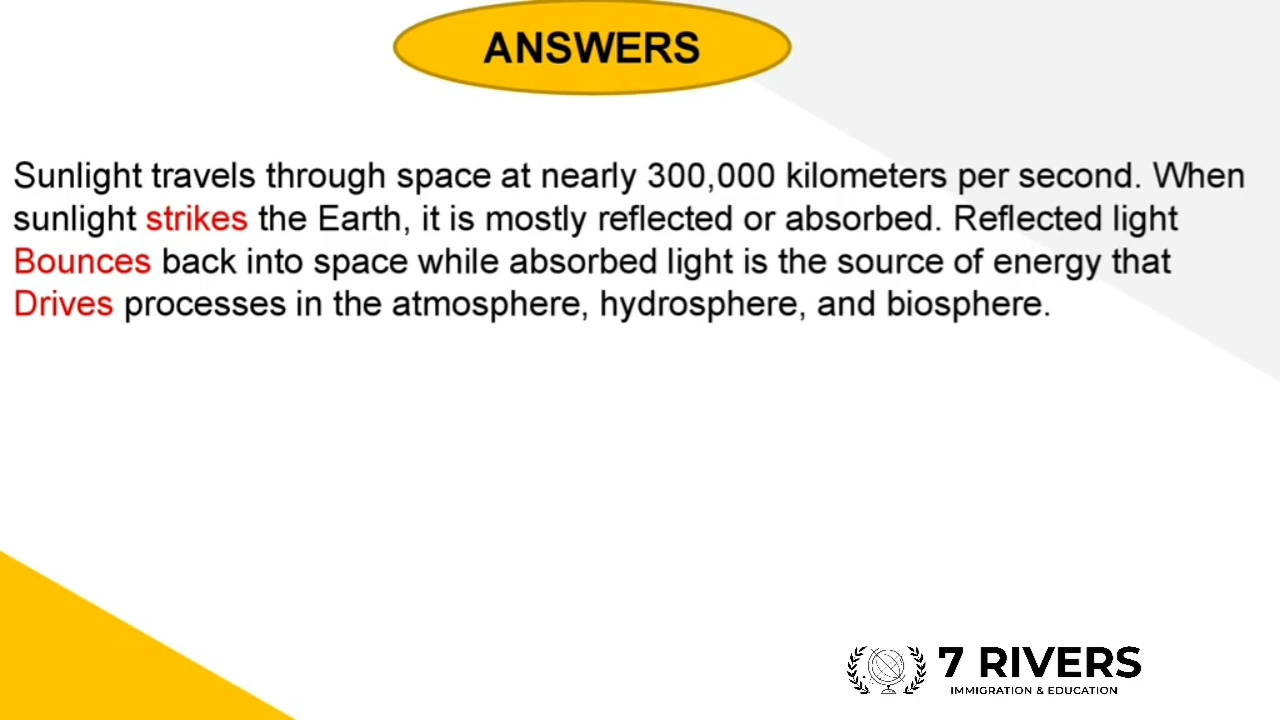 ANSWERS
Sunlight travels through space at nearly 300,000 kilometers per second. When
sunlight strikes the Earth, it is mostly reflected or absorbed. Reflected light
Bounces back into space while absorbed light is the source of energy that
Drives processes in the atmosphere, hydrosphere, and biosphere.
7 RIVERS
IMMIGRATION & EDUCATION